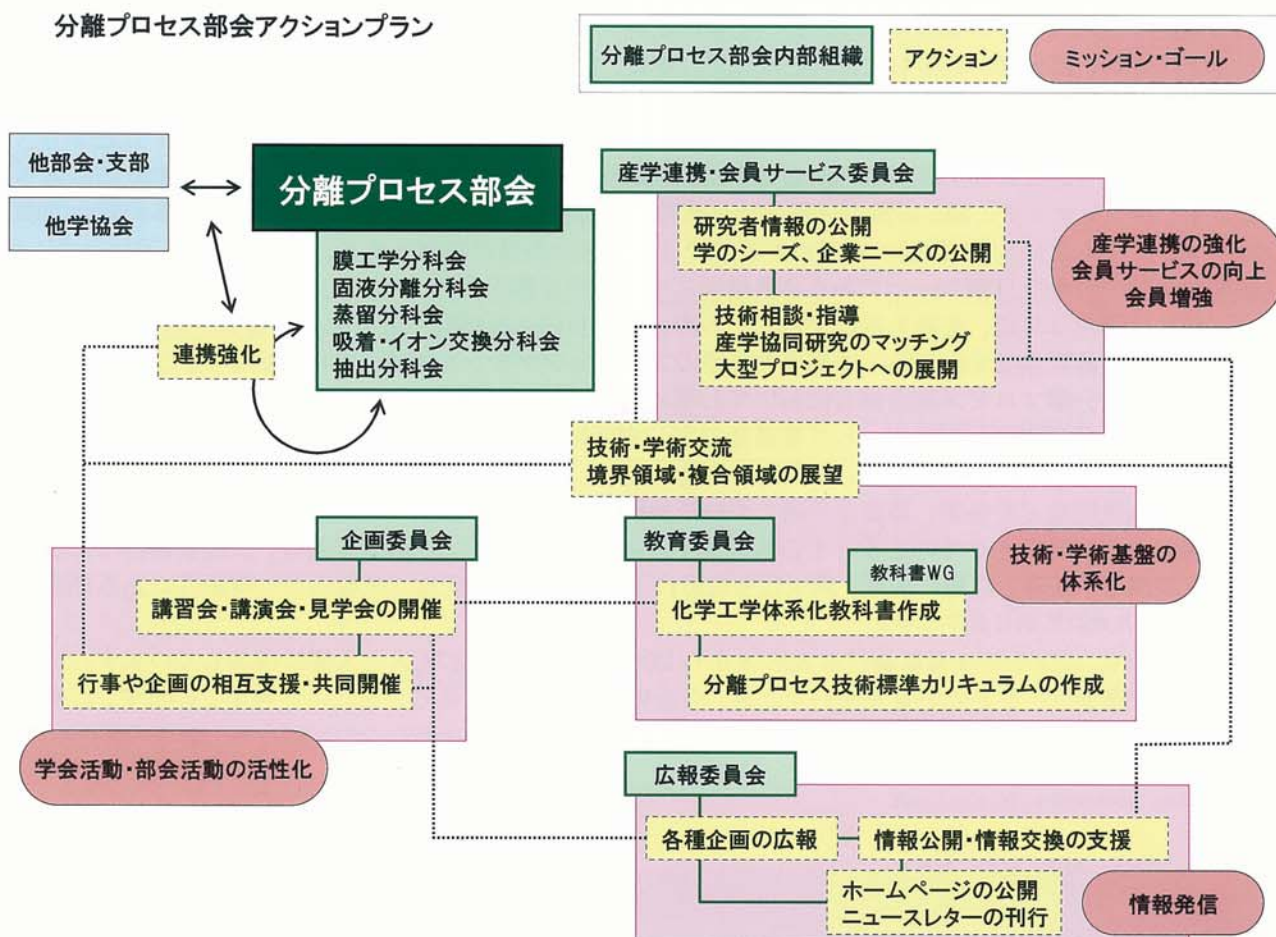 分離プロセス部会アクションプラン
分離プロセス部会内部組織
アクション
ミッション・ゴール
他部会・支部
他学協会
分離プロセス部会
膜工学分科会
固液分離分科会
蒸留分科会
吸着・イオン交換分科会
抽出分科会
連携強化
産学連携・会員サービス委員会
研究者情報の公開
学のシーズ、企業ニーズの公開
技術相談・指導
産学協同研究のマッチング
大型プロジェクトへの展開
産学連携の強化
会員サービスの向上
会員増強
技術・学術交流
境界領域・複合領域の展望
企画委員会
講習会・講演会・見学会の開催
行事や企画の相互支援・共同開催
学会活動・部会活動の活性化
教育委員会
教科書WG
化学工学体系化教科書作成
分離プロセス技術標準カリキュラムの作成
技術・学術基盤の
体系化
広報委員会
各種企画の広報
情報公開・情報交換の支援
ホームページの公開
ニュースレターの刊行
情報発信